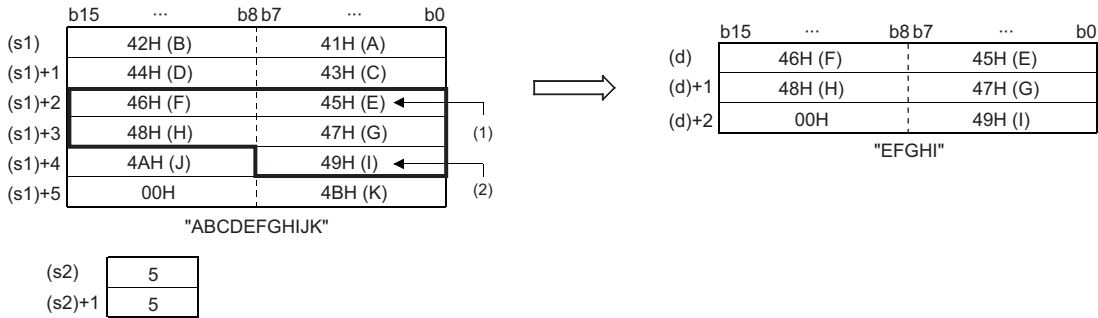 b15 ··· b8 b7 ··· b0
(s1) 42H (B) 41H (A)
(s1)+1 44H (D) 43H (C)
(s1)+2 46H (F) 45H (E)
(s1)+3 48H (H) 47H (G) (1)
(s1)+4 4AH (J) 49H (I)
(s1)+5 00H 4BH (K) (2)
"ABCDEFGHIJK"
(s2) 5
(s2)+1 5
b15 ··· b8 b7 ··· b0
(d) 46H (F) 45H (E)
(d)+1 48H (H) 47H (G)
(d)+2 00H 49H (I)
"EFGHI"